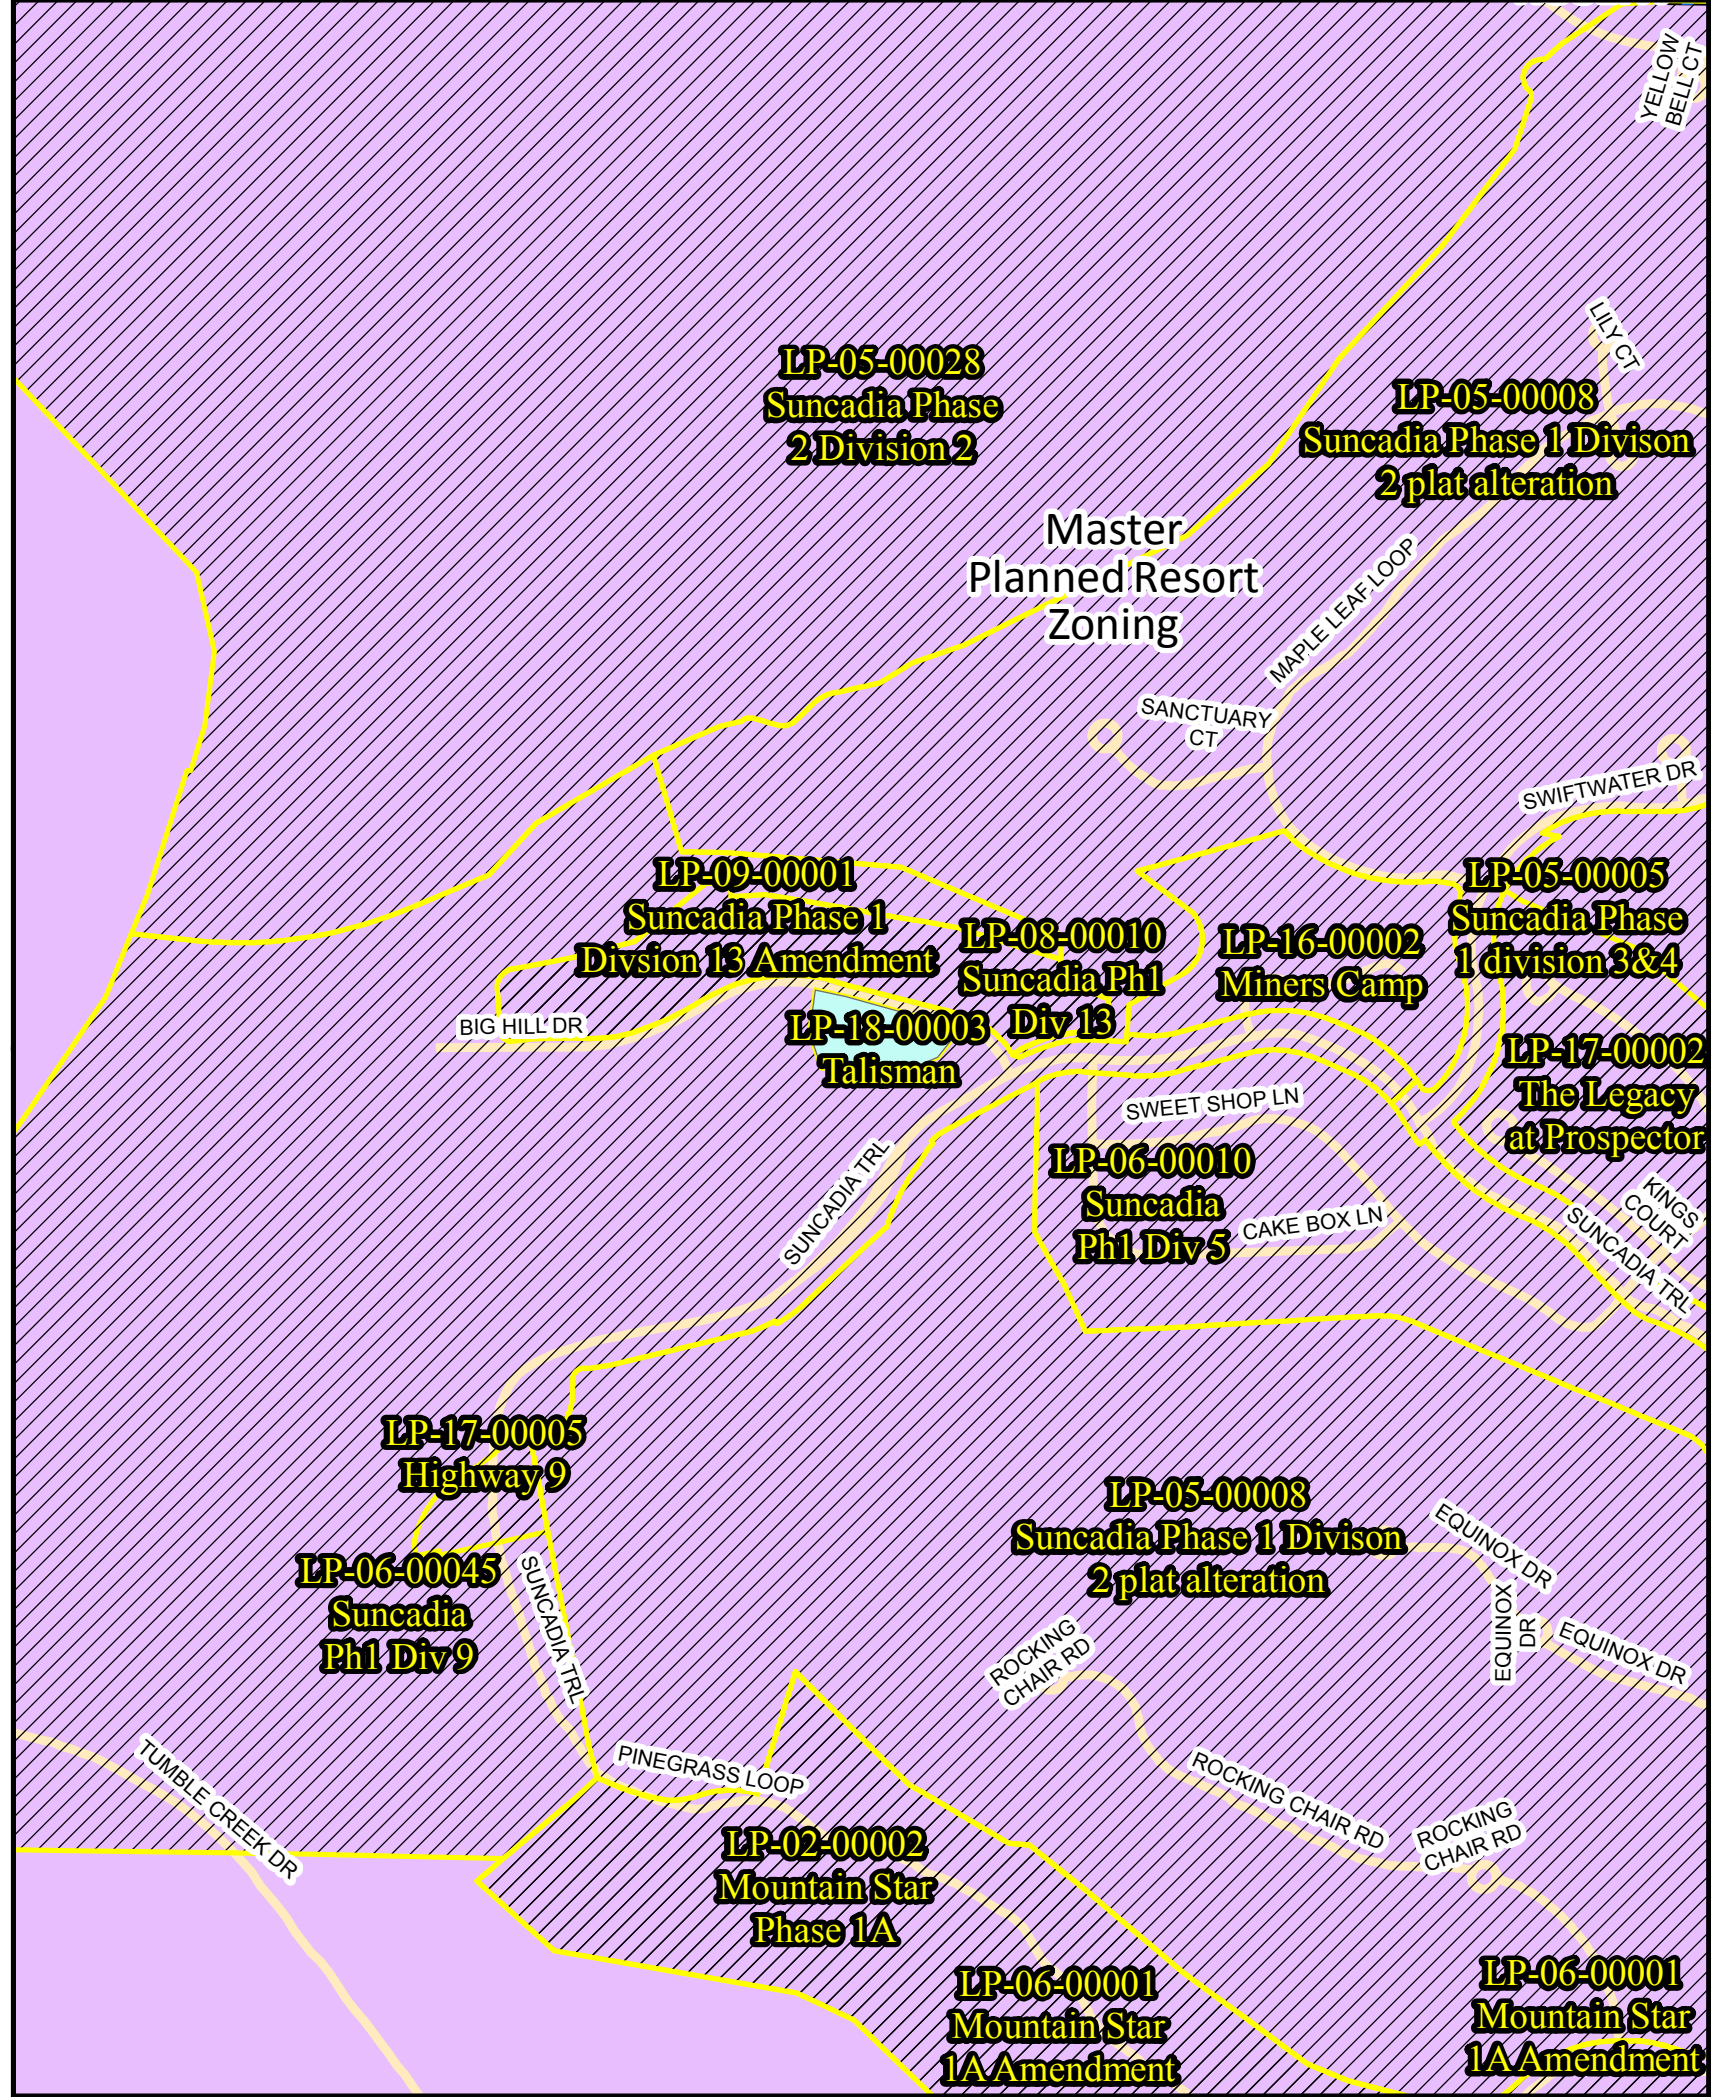 YELLOW
BELL CT
LILY CT
LP-05-00028
Suncadia Phase
2 Division 2
LP-05-00008
Suncadia Phase 1 Divison
2 plat alteration
Master
Planned Resort
Zoning
MAPLE LEAF LOOP
SANCTUARY
CT
SWIFTWATER DR
LP-09-00001
Suncadia Phase 1
Divsion 13 Amendment
LP-08-00010
Suncadia Ph1
Div 13
LP-16-00002
Miners Camp
LP-05-00005
Suncadia Phase
1 division 3&4
BIG HILL DR
LP-18-00003
Talisman
LP-17-00002
The Legacy
at Prospector
SWEET SHOP LN
SUNCADIA TRL
LP-06-00010
Suncadia
Ph1 Div 5
CAKE BOX LN
KINGS
COURT
SUNCADIA TRL
LP-17-00005
Highway 9
LP-05-00008
Suncadia Phase 1 Divison
2 plat alteration
EQUINOX DR
EQUINOX
DR
EQUINOX DR
LP-06-00045
Suncadia
Ph1 Div 9
SUNCADIA TRL
ROCKING
CHAIR RD
TUMBLE CREEK DR
PINEGRASS LOOP
ROCKING CHAIR RD
ROCKING
CHAIR RD
LP-02-00002
Mountain Star
Phase 1A
LP-06-00001
Mountain Star
1A Amendment
LP-06-00001
Mountain Star
1A Amendment